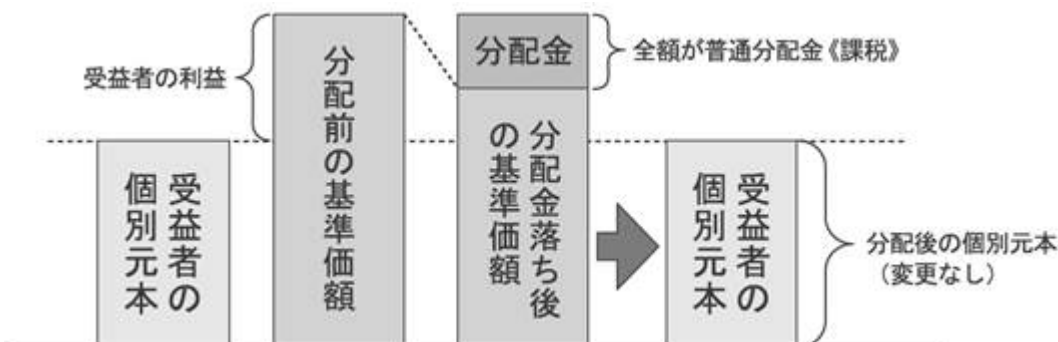 受益者の利益
受益者の
個別元本
分配前の基準価額
分配金
全額が普通分配金《課税》
分配金落ち後
の基準価額
受益者の
個別元本
分配後の個別元本
（変更なし）